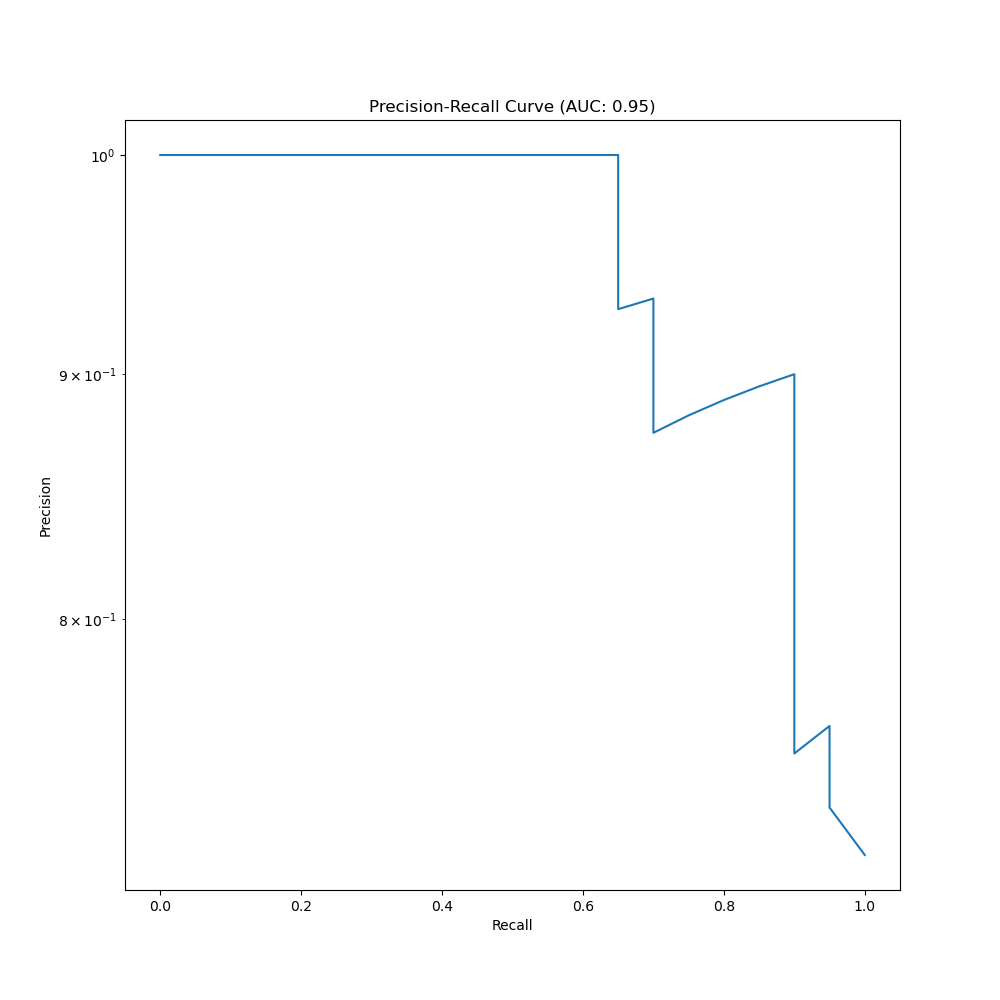 Precision-Recall Curve (AUC: 0.95)
10⁰
9 × 10⁻¹
8 × 10⁻¹
Precision
0.0 0.2 0.4 0.6 0.8 1.0
Recall